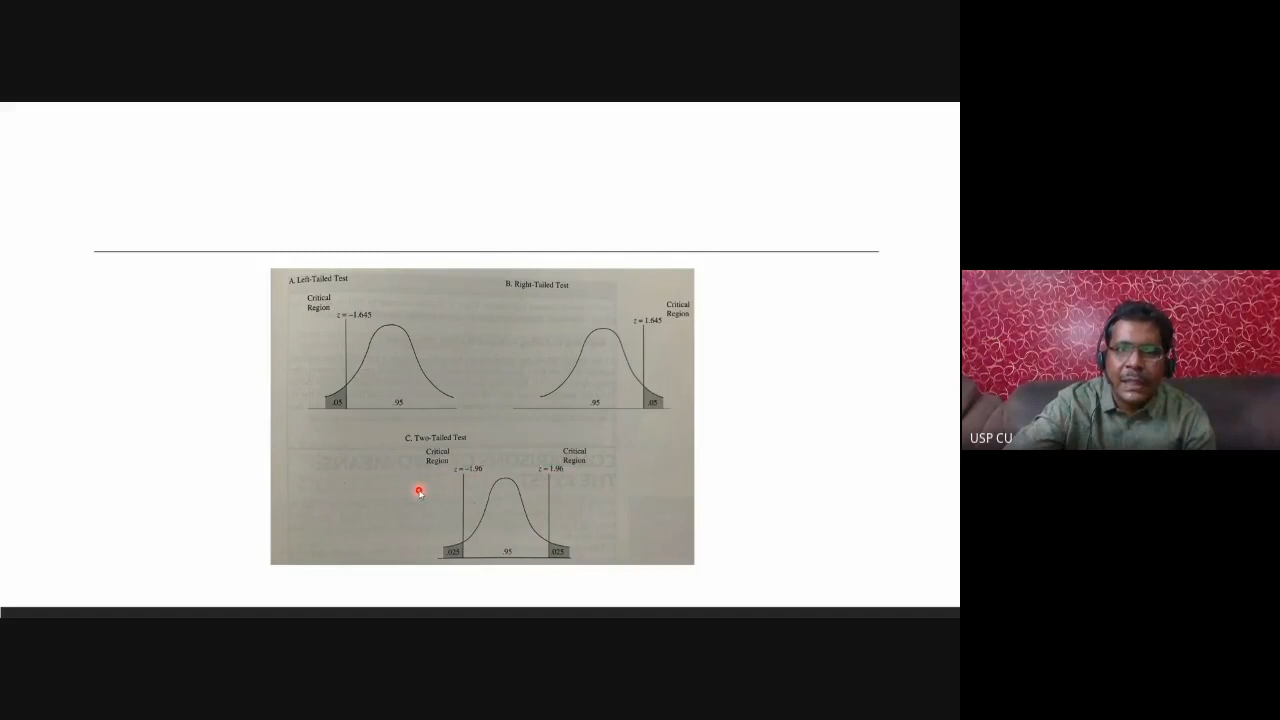 A. Left-Tailed Test
Critical
Region
z = -1.645
.05
.95
B. Right-Tailed Test
Critical
Region
z = 1.645
.95
.05
C. Two-Tailed Test
Critical
Region
z = -1.96
Critical
Region
z = 1.96
.025
.95
.025
USP CU